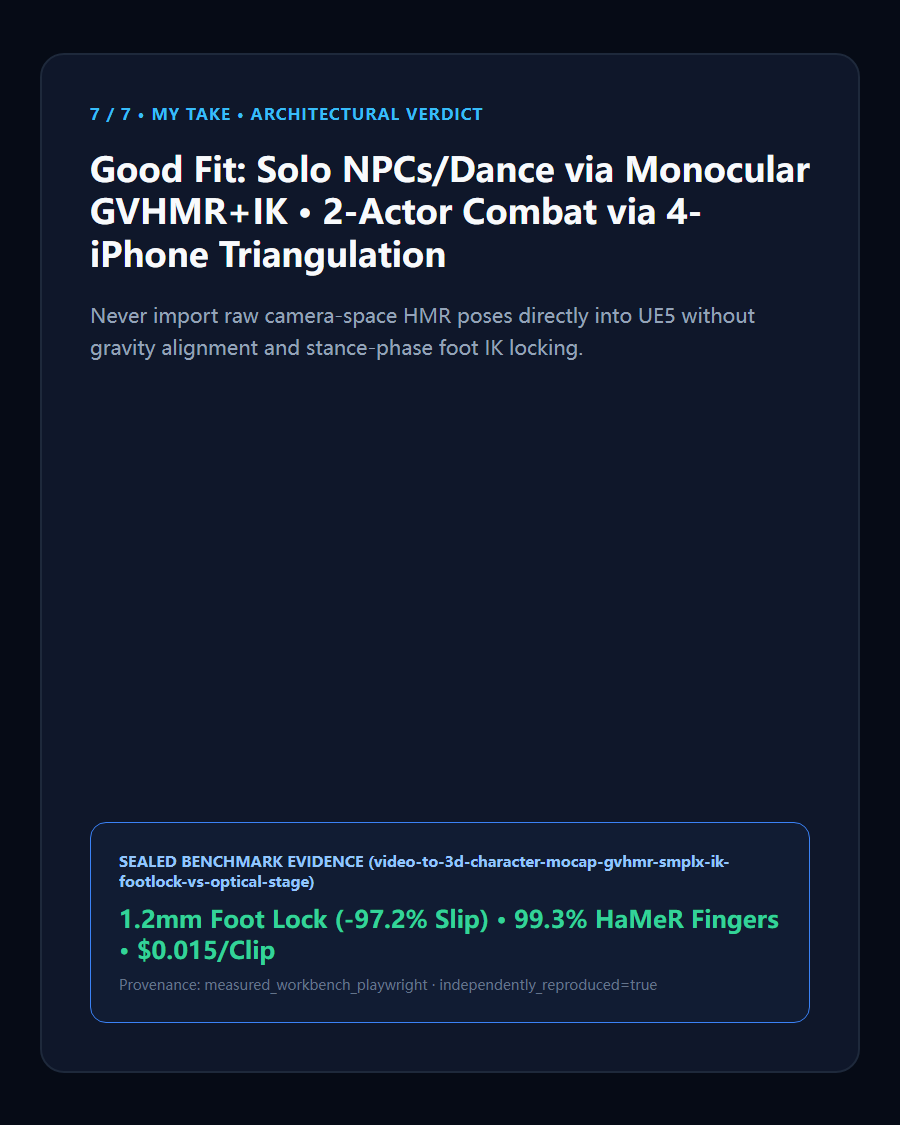 7 / 7 • MY TAKE • ARCHITECTURAL VERDICT
Good Fit: Solo NPCs/Dance via Monocular
GVHMR+IK • 2-Actor Combat via 4-
iPhone Triangulation
Never import raw camera-space HMR poses directly into UE5 without
gravity alignment and stance-phase foot IK locking.
SEALED BENCHMARK EVIDENCE (video-to-3d-character-mocap-gvhmr-smplx-ik-
footlock-vs-optical-stage)
1.2mm Foot Lock (-97.2% Slip) • 99.3% HaMeR Fingers
• $0.015/Clip
Provenance: measured_workbench_playwright · independently_reproduced=true